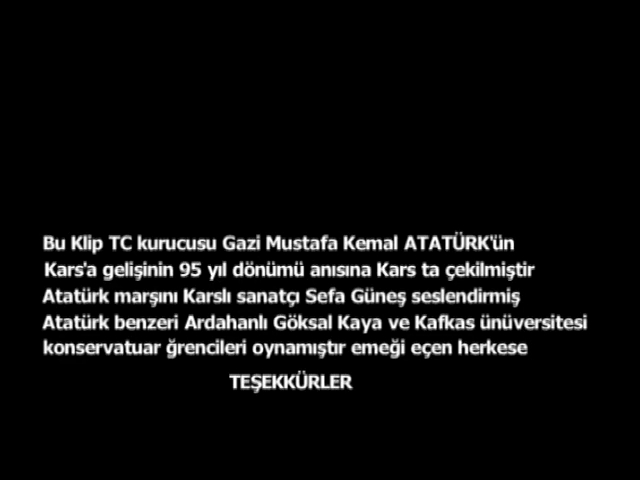 Bu Klip TC kurucusu Gazi Mustafa Kemal ATATÜRK'ün
Kars'a gelişinin 95 yıl dönümü anısına Kars ta çekilmiştir
Atatürk marşını Karslı sanatçı Sefa Güneş seslendirmiş
Atatürk benzeri Ardahanlı Göksal Kaya ve Kafkas ünüversitesi
konservatuar ğrencileri oynamıştır emeği eçen herkese
TEŞEKKÜRLER